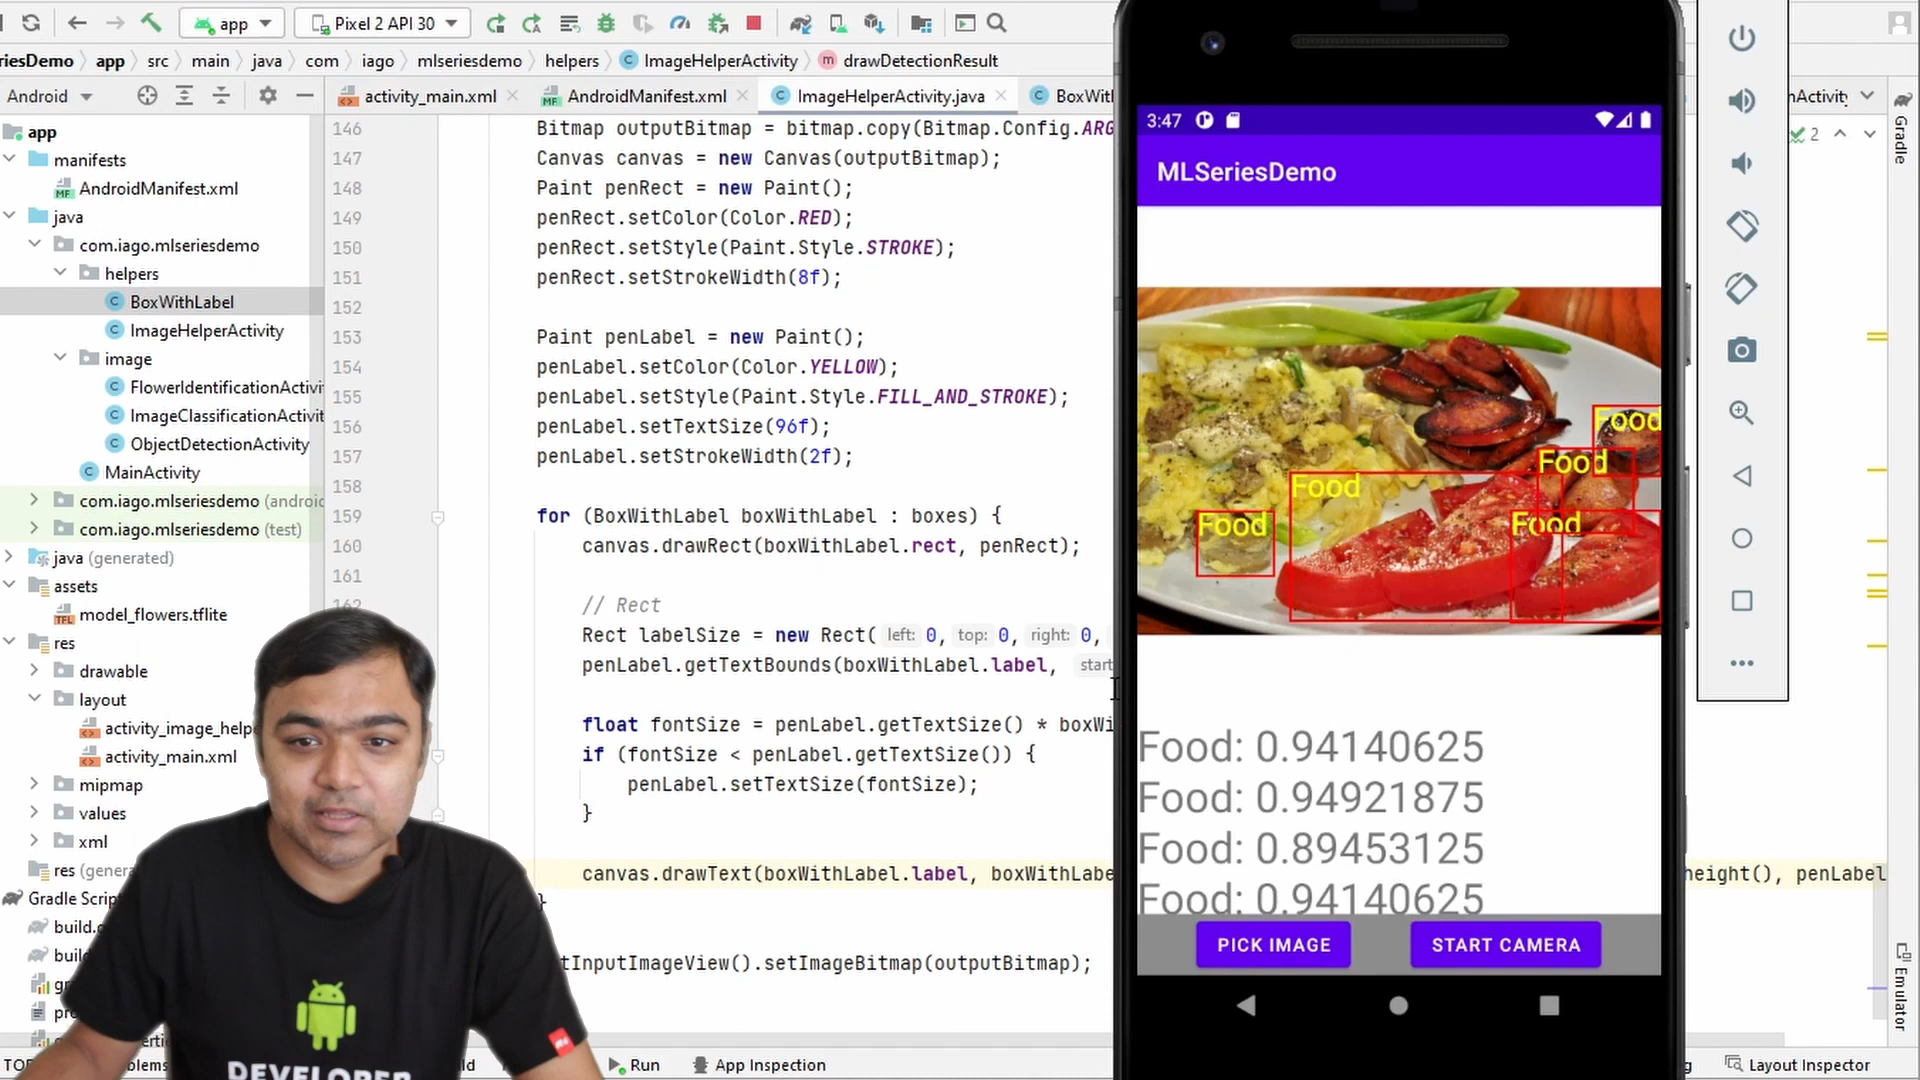 app
Pixel 2 API 30
riesDemo
app
src
main
java
com
iago
mlseriesdemo
helpers
ImageHelperActivity
drawDetectionResult
Android
activity_main.xml
AndroidManifest.xml
ImageHelperActivity.java
BoxWith
nActivity
app
manifests
AndroidManifest.xml
java
com.iago.mlseriesdemo
helpers
BoxWithLabel
ImageHelperActivity
image
FlowerIdentificationActivi
ImageClassificationActivit
ObjectDetectionActivity
MainActivity
com.iago.mlseriesdemo (androic
com.iago.mlseriesdemo (test)
java (generated)
assets
model_flowers.tflite
res
drawable
layout
activity_image_helpe
activity_main.xml
mipmap
values
xml
res (genera
Gradle Scrip
build.g
build
146 Bitmap outputBitmap = bitmap.copy(Bitmap.Config.ARG
147 Canvas canvas = new Canvas(outputBitmap);
148 Paint penRect = new Paint();
149 penRect.setColor(Color.RED);
150 penRect.setStyle(Paint.Style.STROKE);
151 penRect.setStrokeWidth(8f);
152
153 Paint penLabel = new Paint();
154 penLabel.setColor(Color.YELLOW);
155 penLabel.setStyle(Paint.Style.FILL_AND_STROKE);
156 penLabel.setTextSize(96f);
157 penLabel.setStrokeWidth(2f);
158
159 for (BoxWithLabel boxWithLabel : boxes) {
160 canvas.drawRect(boxWithLabel.rect, penRect);
161
162 // Rect
Rect labelSize = new Rect( left: 0, top: 0, right: 0,
penLabel.getTextBounds(boxWithLabel.label, start
float fontSize = penLabel.getTextSize() * boxWi
if (fontSize < penLabel.getTextSize()) {
penLabel.setTextSize(fontSize);
}
canvas.drawText(boxWithLabel.label, boxWithLabe
height(), penLabel
}
tInputImageView().setImageBitmap(outputBitmap);
3:47
MLSeriesDemo
Food
Food
Food
Food
Food
Food: 0.94140625
Food: 0.94921875
Food: 0.89453125
Food: 0.94140625
PICK IMAGE
START CAMERA
2
Gradle
Emulator
DEVELOPER
Run
App Inspection
Layout Inspector